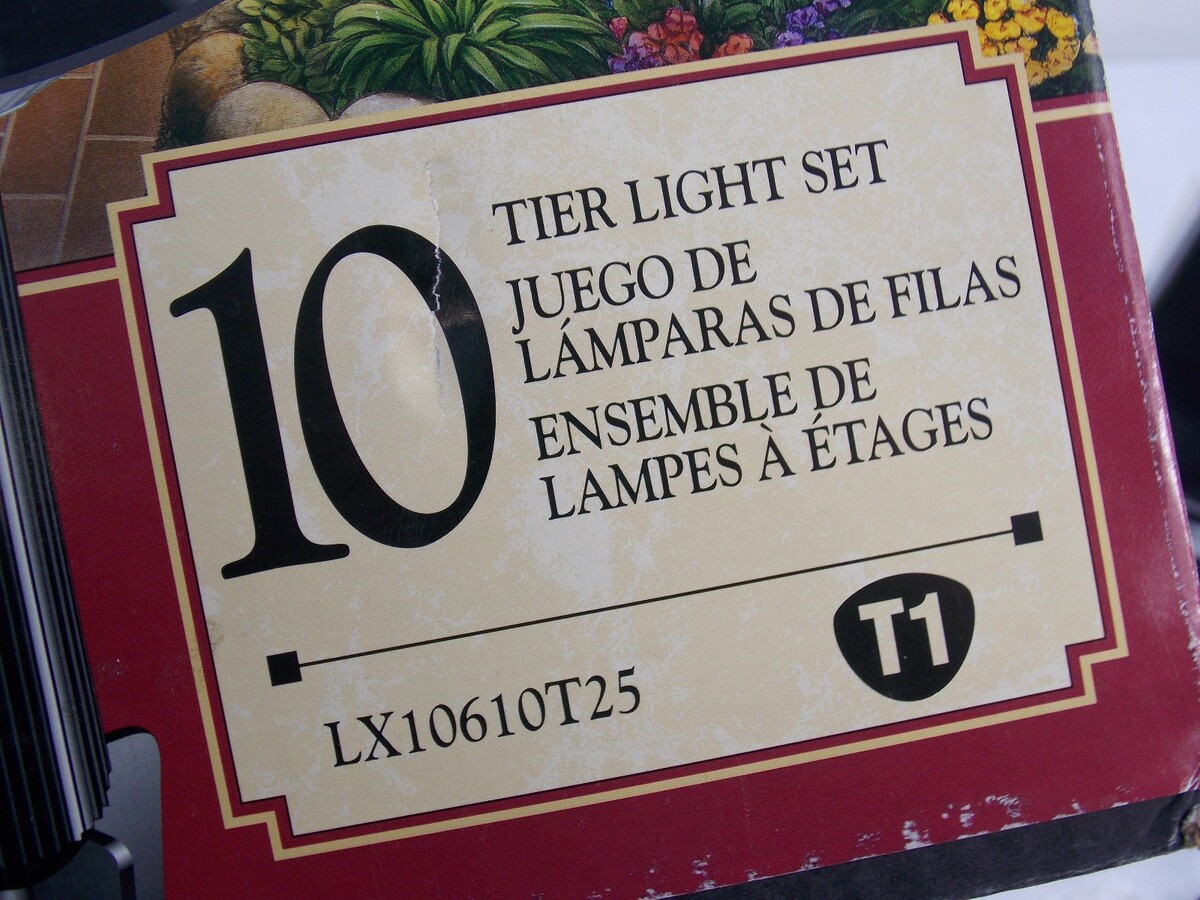 10
TIER LIGHT SET
JUEGO DE
LÁMPARAS DE FILAS
ENSEMBLE DE
LAMPES À ÉTAGES
LX10610T25
T1